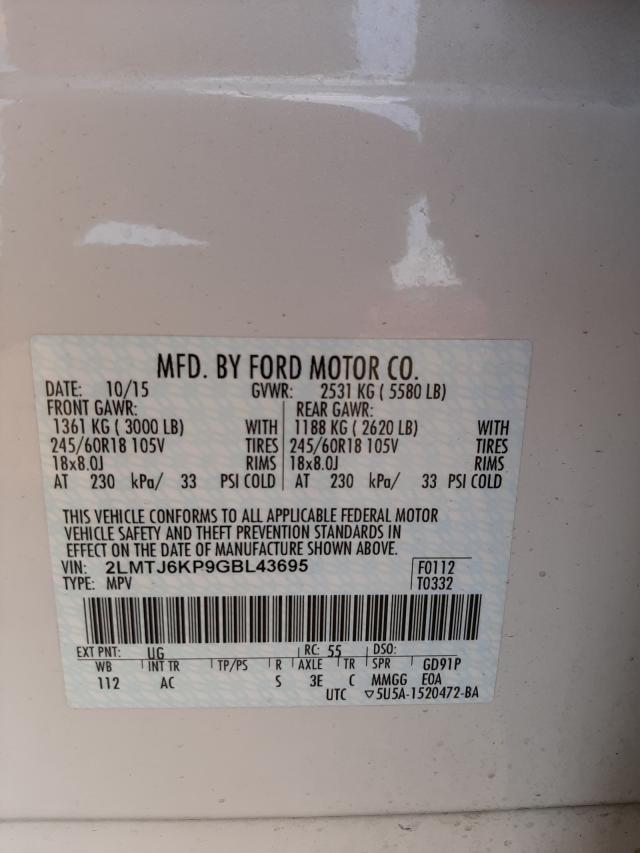 MFD. BY FORD MOTOR CO.
DATE: 10/15 GVWR: 2531 KG ( 5580 LB)
FRONT GAWR: REAR GAWR:
1361 KG ( 3000 LB) WITH 1188 KG ( 2620 LB) WITH
245/60R18 105V TIRES 245/60R18 105V TIRES
18x8.0J RIMS 18x8.0J RIMS
AT 230 kPa/ 33 PSI COLD AT 230 kPa/ 33 PSI COLD
THIS VEHICLE CONFORMS TO ALL APPLICABLE FEDERAL MOTOR
VEHICLE SAFETY AND THEFT PREVENTION STANDARDS IN
EFFECT ON THE DATE OF MANUFACTURE SHOWN ABOVE.
VIN: 2LMTJ6KP9GBL43695 F0112
TYPE: MPV T0332
EXT PNT: UG RC: 55 DSO:
WB INT TR TP/PS R AXLE TR SPR GD91P
112 AC S 3E C MMGG EOA
UTC ▽5U5A-1520472-BA